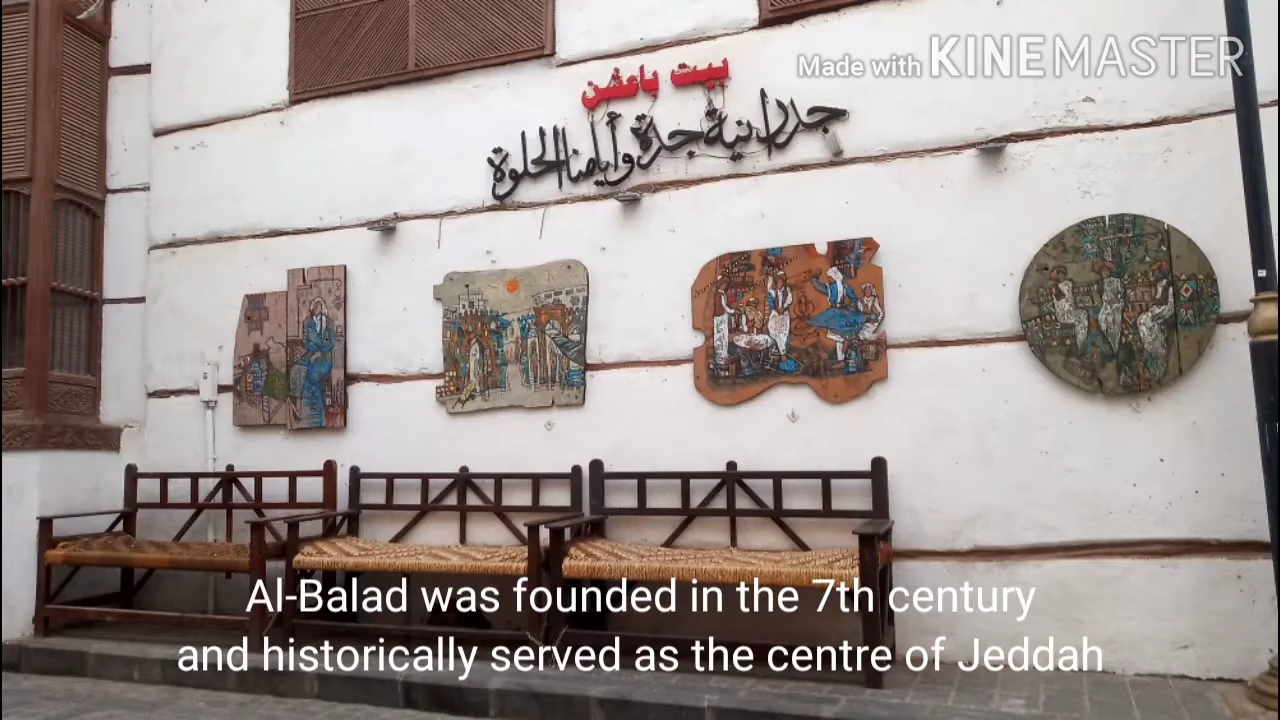 Made with KINEMASTER
بيت باعشن
جدرانية جدة وأيامنا الحلوة
Al-Balad was founded in the 7th century
and historically served as the centre of Jeddah